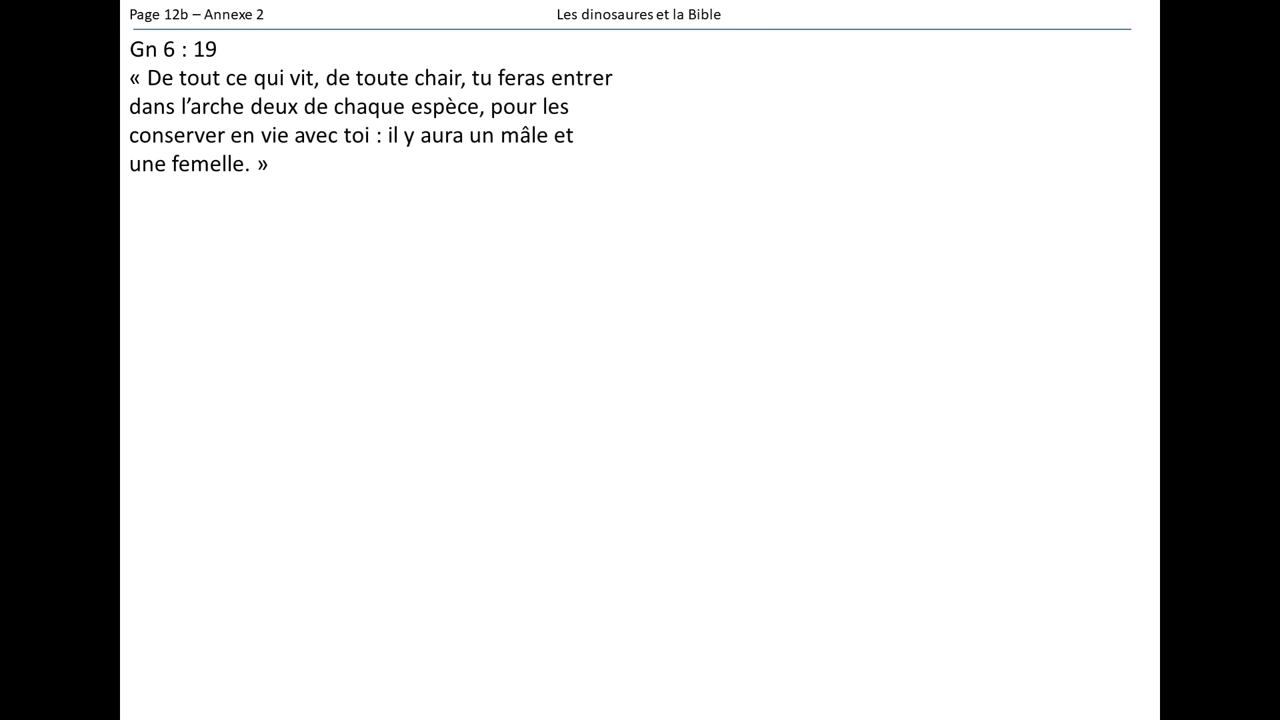 Page 12b – Annexe 2
Les dinosaures et la Bible
Gn 6 : 19
« De tout ce qui vit, de toute chair, tu feras entrer
dans l’arche deux de chaque espèce, pour les
conserver en vie avec toi : il y aura un mâle et
une femelle. »